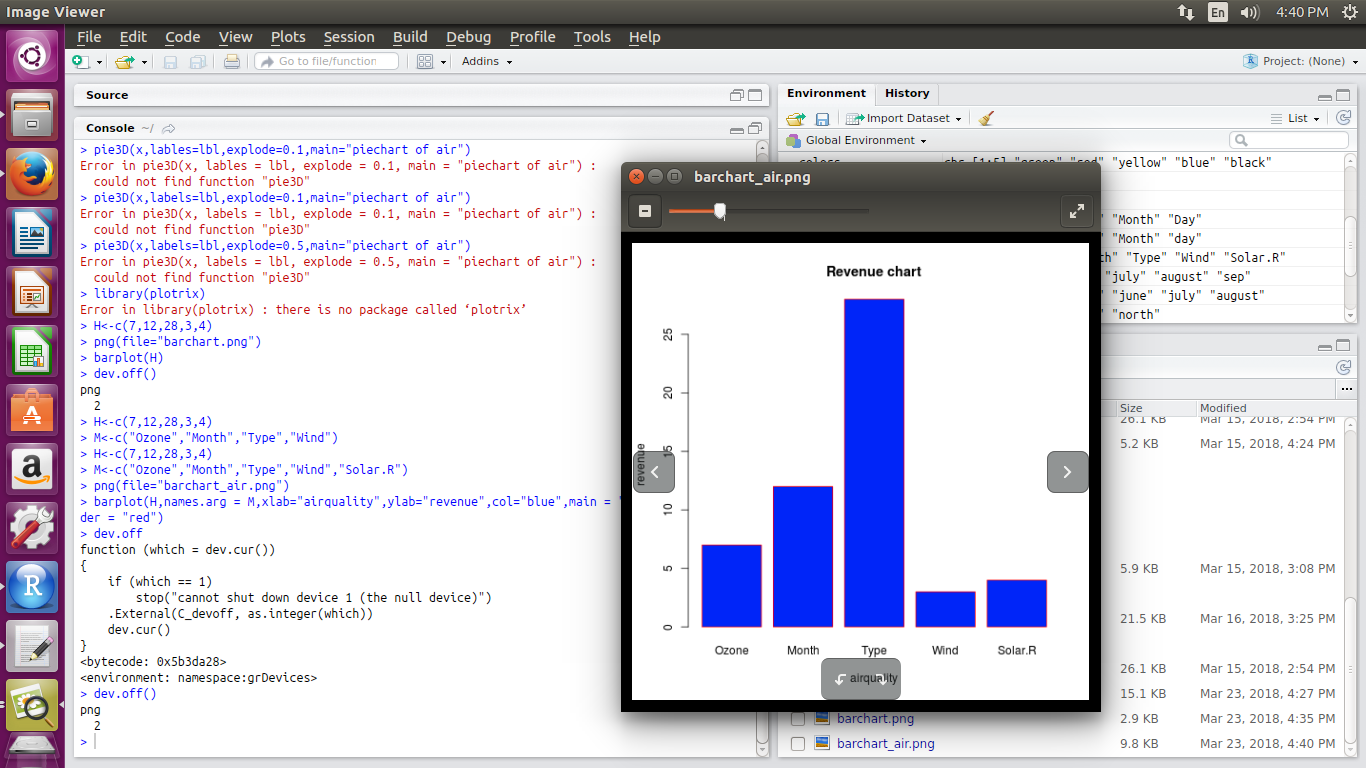 Image Viewer
En
4:40 PM
File Edit Code View Plots Session Build Debug Profile Tools Help
Go to file/function
Addins
Project: (None)
Source
Console ~/
> pie3D(x,lables=lbl,explode=0.1,main="piechart of air")
Error in pie3D(x, lables = lbl, explode = 0.1, main = "piechart of air") :
could not find function "pie3D"
> pie3D(x,labels=lbl,explode=0.1,main="piechart of air")
Error in pie3D(x, labels = lbl, explode = 0.1, main = "piechart of air") :
could not find function "pie3D"
> pie3D(x,labels=lbl,explode=0.5,main="piechart of air")
Error in pie3D(x, labels = lbl, explode = 0.5, main = "piechart of air") :
could not find function "pie3D"
> library(plotrix)
Error in library(plotrix) : there is no package called ‘plotrix’
> H<-c(7,12,28,3,4)
> png(file="barchart.png")
> barplot(H)
> dev.off()
png
2
> H<-c(7,12,28,3,4)
> M<-c("Ozone","Month","Type","Wind")
> H<-c(7,12,28,3,4)
> M<-c("Ozone","Month","Type","Wind","Solar.R")
> png(file="barchart_air.png")
> barplot(H,names.arg = M,xlab="airquality",ylab="revenue",col="blue",main = "
der = "red")
> dev.off
function (which = dev.cur())
{
if (which == 1)
stop("cannot shut down device 1 (the null device)")
.External(C_devoff, as.integer(which))
dev.cur()
}
<bytecode: 0x5b3da28>
<environment: namespace:grDevices>
> dev.off()
png
2
>
Environment History
Import Dataset
List
Global Environment
"yellow" "blue" "black"
"Month" "Day"
"Month" "day"
"Type" "Wind" "Solar.R"
"july" "august" "sep"
"june" "july" "august"
"north"
barchart_air.png
Revenue chart
25
20
15
10
5
0
revenue
Ozone Month Type Wind Solar.R
airquality
Size Modified
26.1 KB Mar 15, 2018, 2:54 PM
5.2 KB Mar 15, 2018, 4:24 PM
5.9 KB Mar 15, 2018, 3:08 PM
21.5 KB Mar 16, 2018, 3:25 PM
26.1 KB Mar 15, 2018, 2:54 PM
15.1 KB Mar 23, 2018, 4:27 PM
barchart.png 2.9 KB Mar 23, 2018, 4:35 PM
barchart_air.png 9.8 KB Mar 23, 2018, 4:40 PM